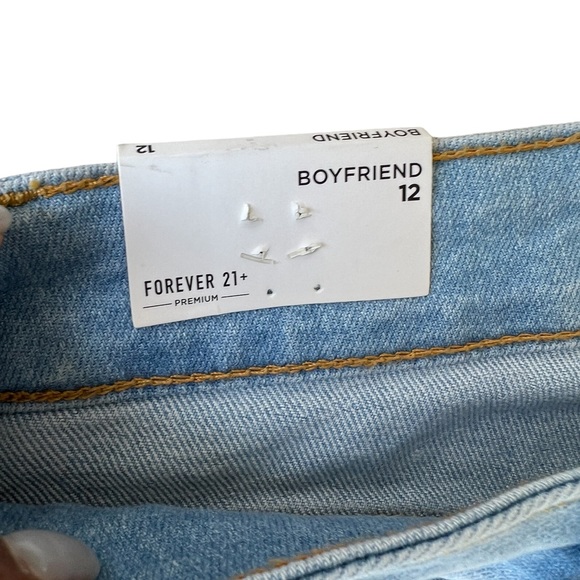 12 BOYFRIEND
BOYFRIEND
12
FOREVER 21+
PREMIUM